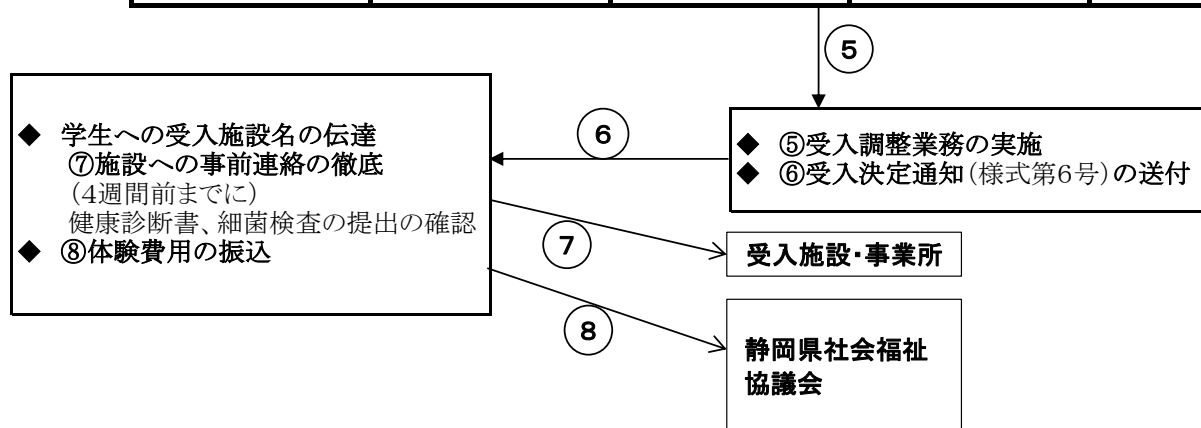 ⑤
◆ 学生への受入施設名の伝達
⑦施設への事前連絡の徹底
(4週間前までに)
健康診断書、細菌検査の提出の確認
◆ ⑧体験費用の振込
⑥
◆ ⑤受入調整業務の実施
◆ ⑥受入決定通知(様式第6号)の送付
⑦
受入施設・事業所
⑧
静岡県社会福祉
協議会